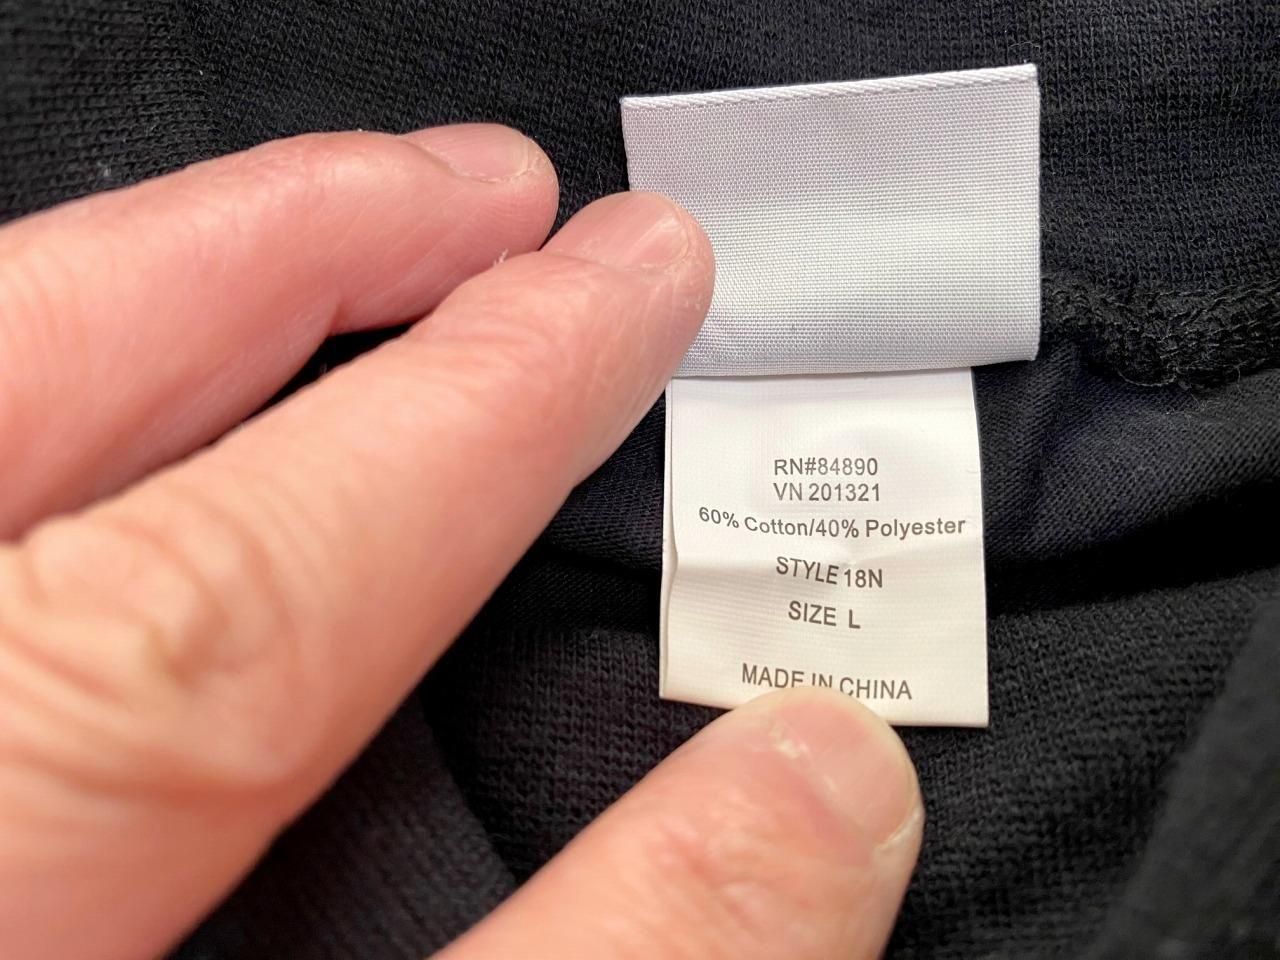 RN#84890
VN 201321
60% Cotton/40% Polyester
STYLE 18N
SIZE L
MADE IN CHINA